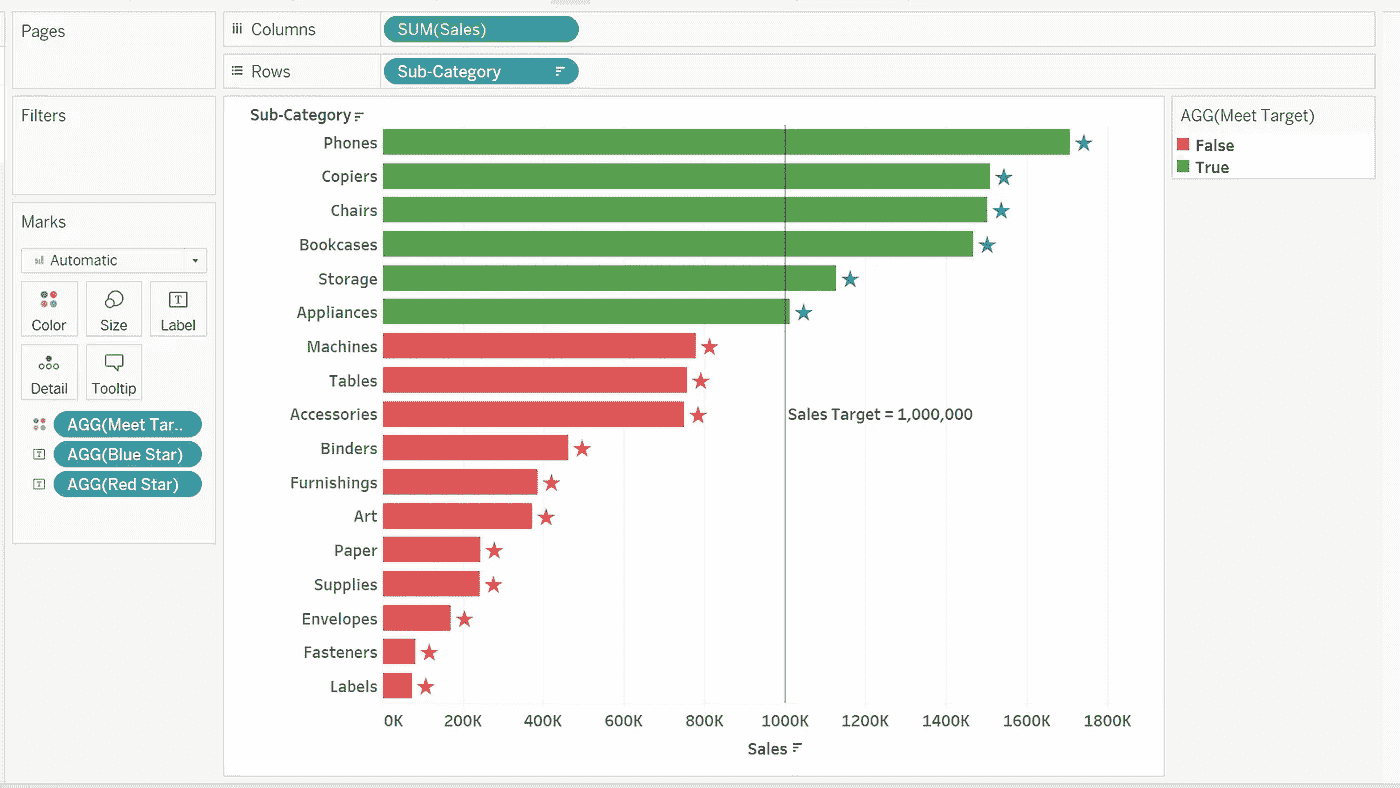 Pages
Columns SUM(Sales)
Rows Sub-Category
Filters
Marks
Automatic
Color Size Label
Detail Tooltip
AGG(Meet Tar..
AGG(Blue Star)
AGG(Red Star)
Sub-Category
Phones
Copiers
Chairs
Bookcases
Storage
Appliances
Machines
Tables
Accessories
Sales Target = 1,000,000
Binders
Furnishings
Art
Paper
Supplies
Envelopes
Fasteners
Labels
0K 200K 400K 600K 800K 1000K 1200K 1400K 1600K 1800K
Sales
AGG(Meet Target)
False
True